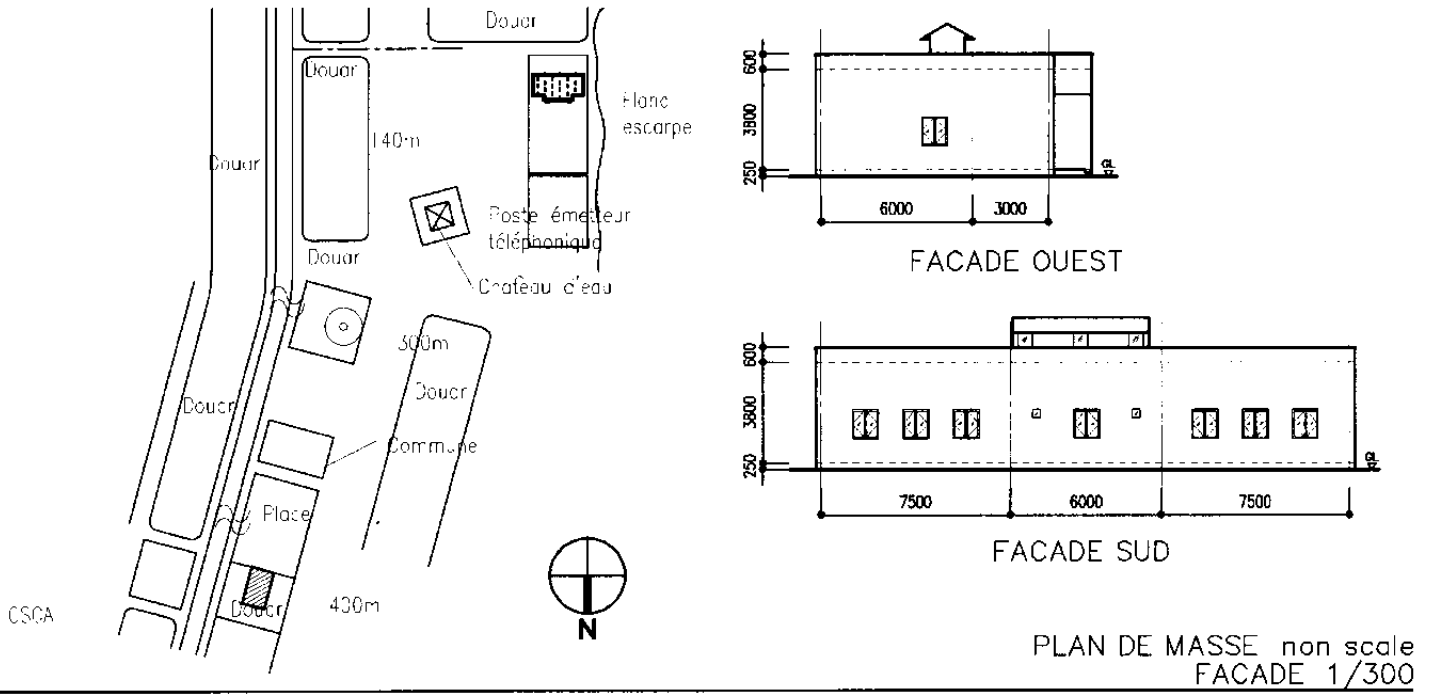 Douar
Douar
Flanc
escarpe
140m
Douar
Poste émetteur
téléphonique
Douar
Chateau d'eau
300m
Douar
Douar
Commune
Place
Douar
400m
CSCA
N
600
3800
250
GL
6000
3000
FACADE OUEST
600
3800
250
GL
7500
6000
7500
FACADE SUD
PLAN DE MASSE non scale
FACADE 1/300